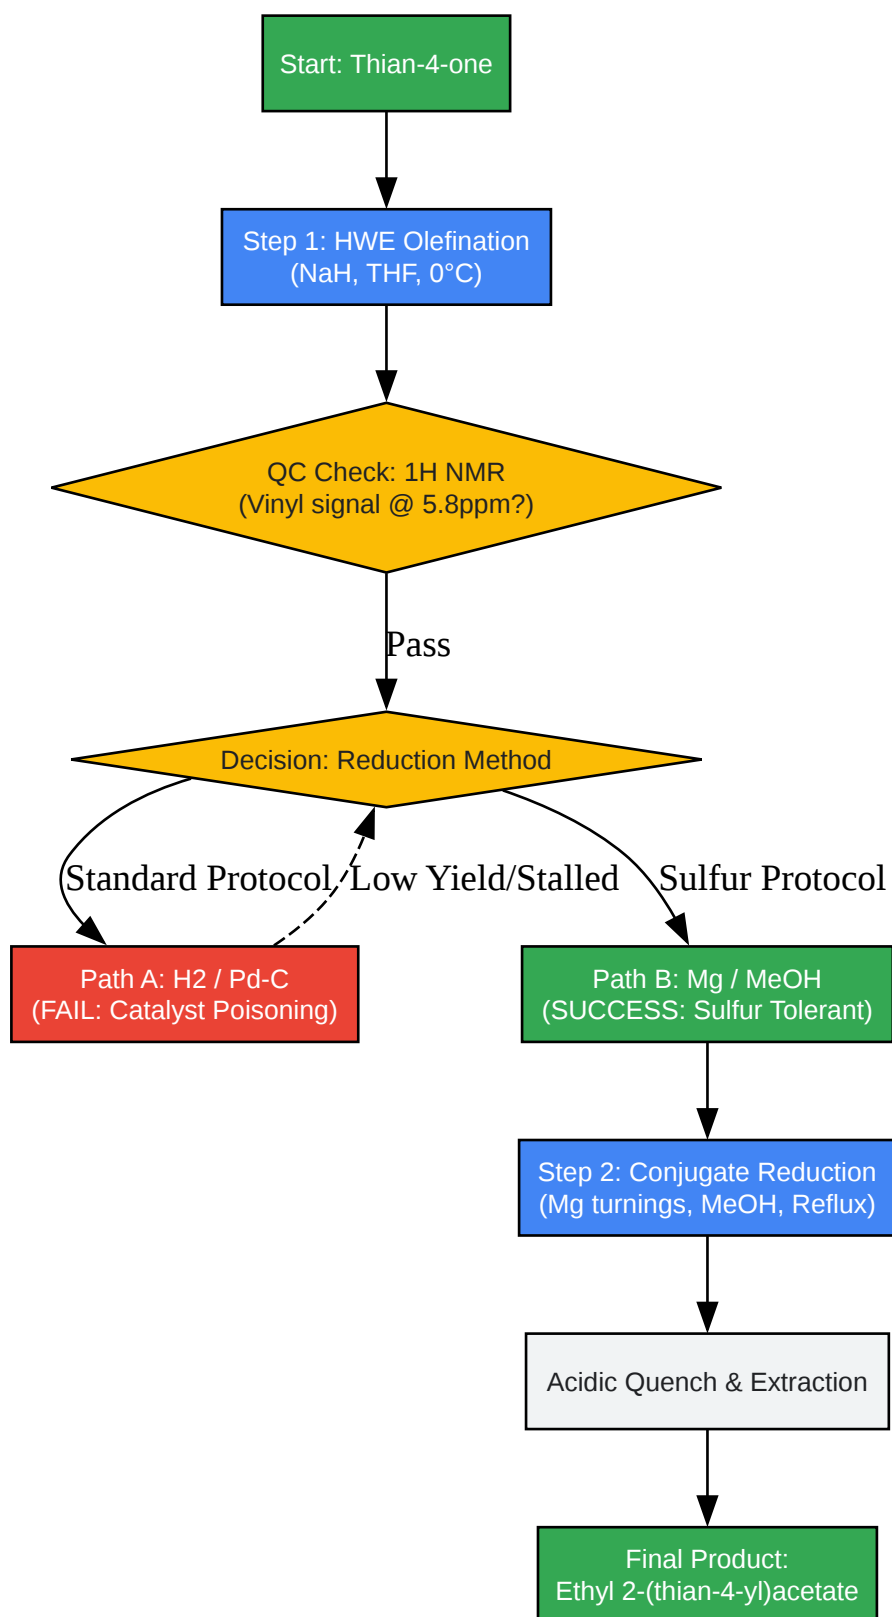 Start: Thian-4-one
Step 1: HWE Olefination
(NaH, THF, 0°C)
QC Check: 1H NMR
(Vinyl signal @ 5.8ppm?)
Pass
Decision: Reduction Method
Standard Protocol
Low Yield/Stalled
Sulfur Protocol
Path A: H2 / Pd-C
(FAIL: Catalyst Poisoning)
Path B: Mg / MeOH
(SUCCESS: Sulfur Tolerant)
Step 2: Conjugate Reduction
(Mg turnings, MeOH, Reflux)
Acidic Quench & Extraction
Final Product:
Ethyl 2-(thian-4-yl)acetate